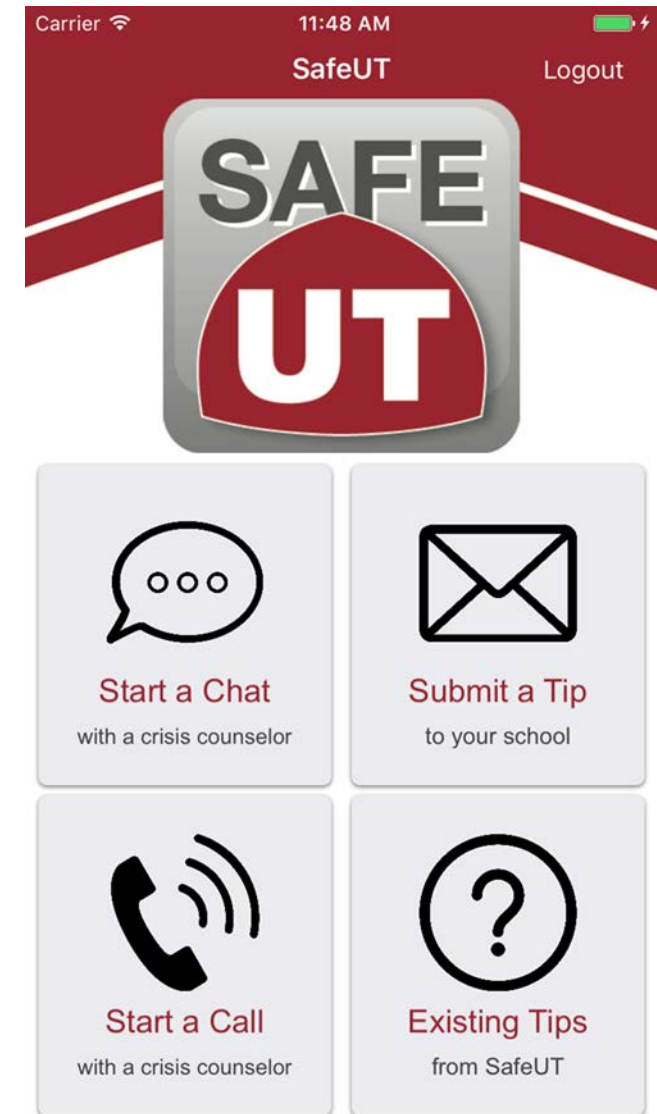 Carrier 11:48 AM
SafeUT Logout
SAFE
UT
Start a Chat
with a crisis counselor
Submit a Tip
to your school
Start a Call
with a crisis counselor
Existing Tips
from SafeUT